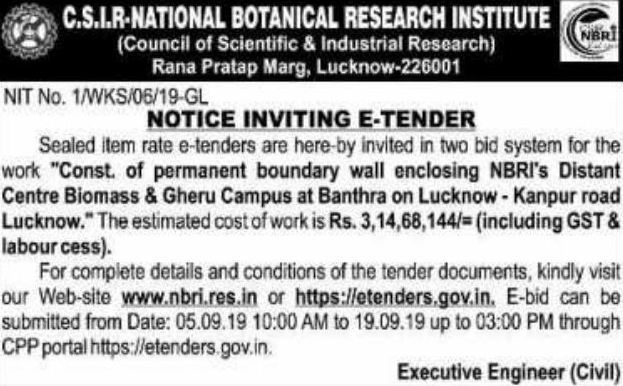 C.S.I.R-NATIONAL BOTANICAL RESEARCH INSTITUTE
(Council of Scientific & Industrial Research)
Rana Pratap Marg, Lucknow-226001
NBRI
NIT No. 1/WKS/06/19-GL
NOTICE INVITING E-TENDER
Sealed item rate e-tenders are here-by invited in two bid system for the
work "Const. of permanent boundary wall enclosing NBRI's Distant
Centre Biomass & Gheru Campus at Banthra on Lucknow - Kanpur road
Lucknow." The estimated cost of work is Rs. 3,14,68,144/= (including GST &
labour cess).
For complete details and conditions of the tender documents, kindly visit
our Web-site www.nbri.res.in or https://etenders.gov.in. E-bid can be
submitted from Date: 05.09.19 10:00 AM to 19.09.19 up to 03:00 PM through
CPP portal https://etenders.gov.in.
Executive Engineer (Civil)